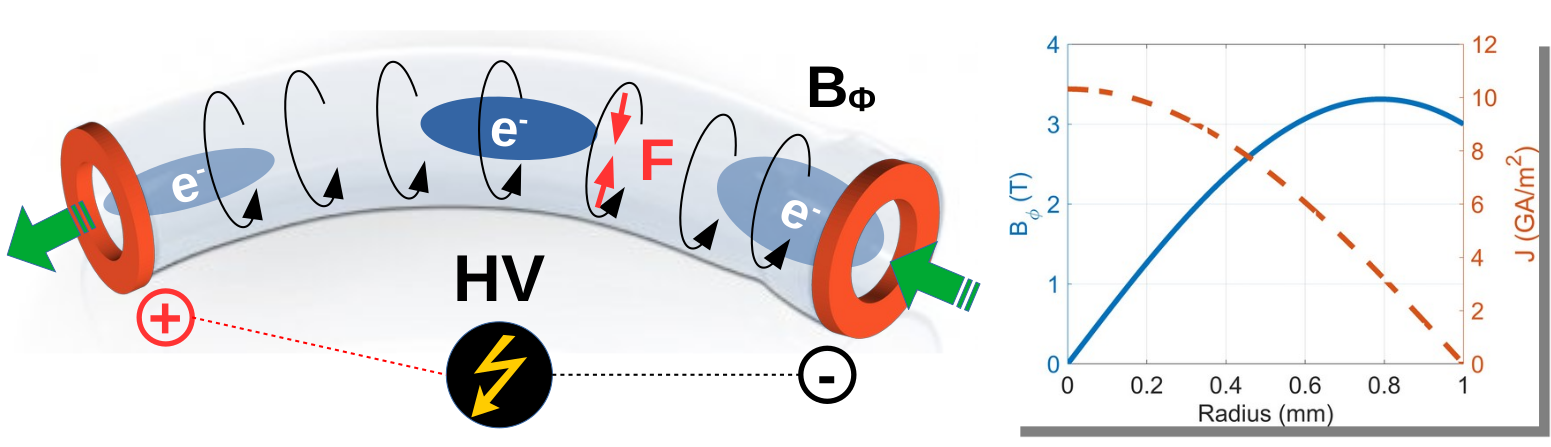 BΦ
e-
e-
F
e-
HV
+
-
4
3
2
1
0
Bϕ (T)
12
10
8
6
4
2
0
J (GA/m2)
0 0.2 0.4 0.6 0.8 1
Radius (mm)